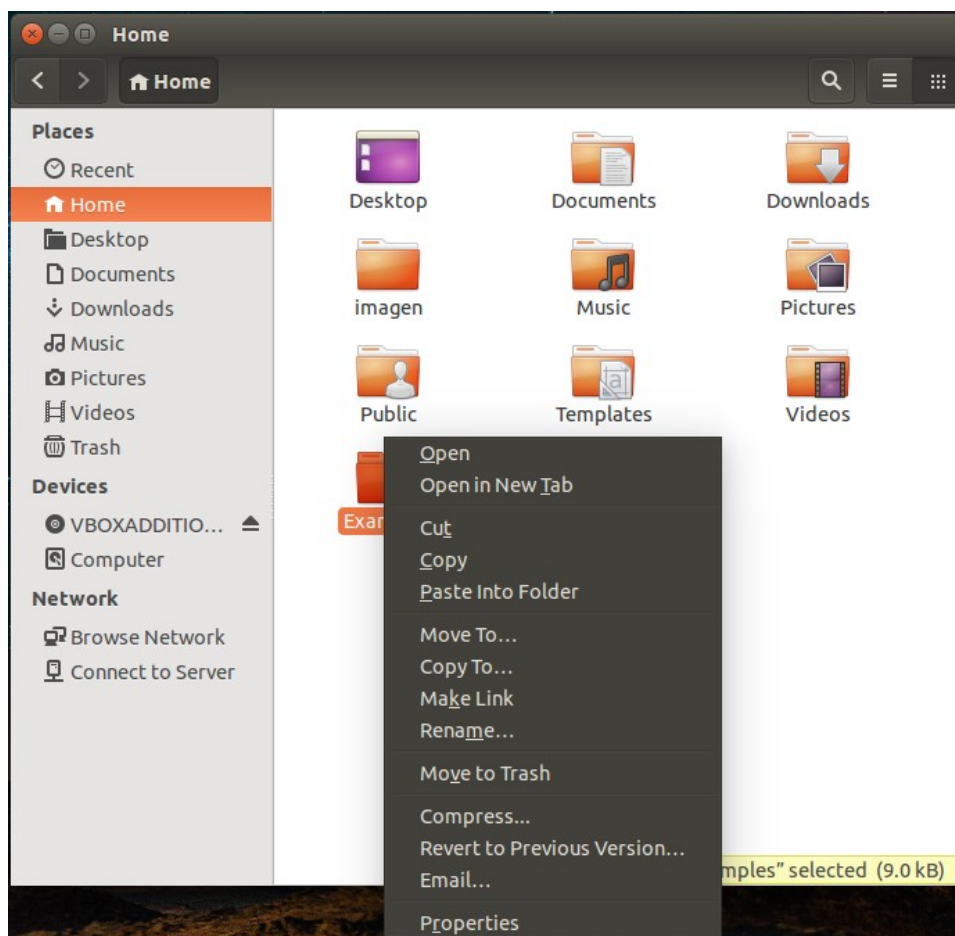 Home
Home
Places
Recent
Home
Desktop
Documents
Downloads
Music
Pictures
Videos
Trash
Devices
VBOXADDITIO...
Computer
Network
Browse Network
Connect to Server
Desktop Documents Downloads
imagen Music Pictures
Public Templates Videos
Exa
Open
Open in New Tab
Cut
Copy
Paste Into Folder
Move To...
Copy To...
Make Link
Rename...
Move to Trash
Compress...
Revert to Previous Version...
Email...
Properties
mples” selected (9.0 kB)